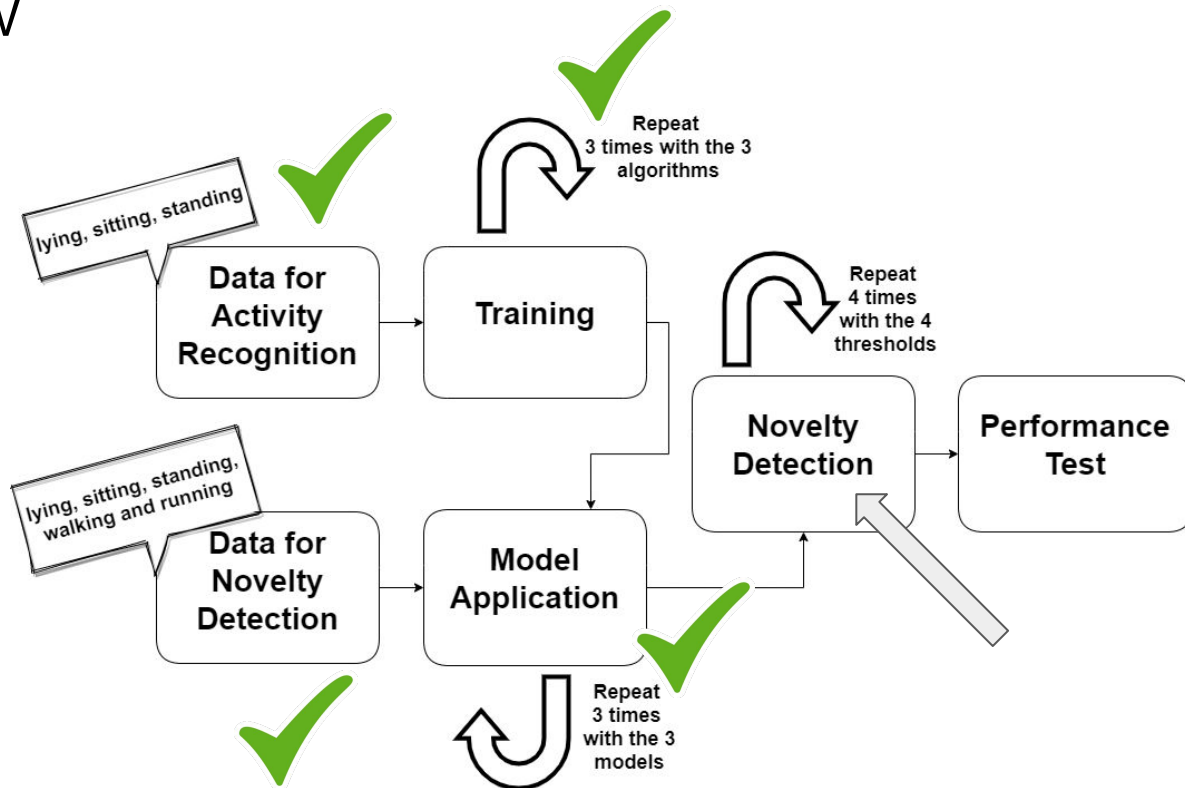 Repeat
3 times with the 3
algorithms
lying, sitting, standing
Data for
Activity
Recognition
Training
Repeat
4 times
with the 4
thresholds
lying, sitting, standing,
walking and running
Data for
Novelty
Detection
Model
Application
Novelty
Detection
Performance
Test
Repeat
3 times
with the 3
models